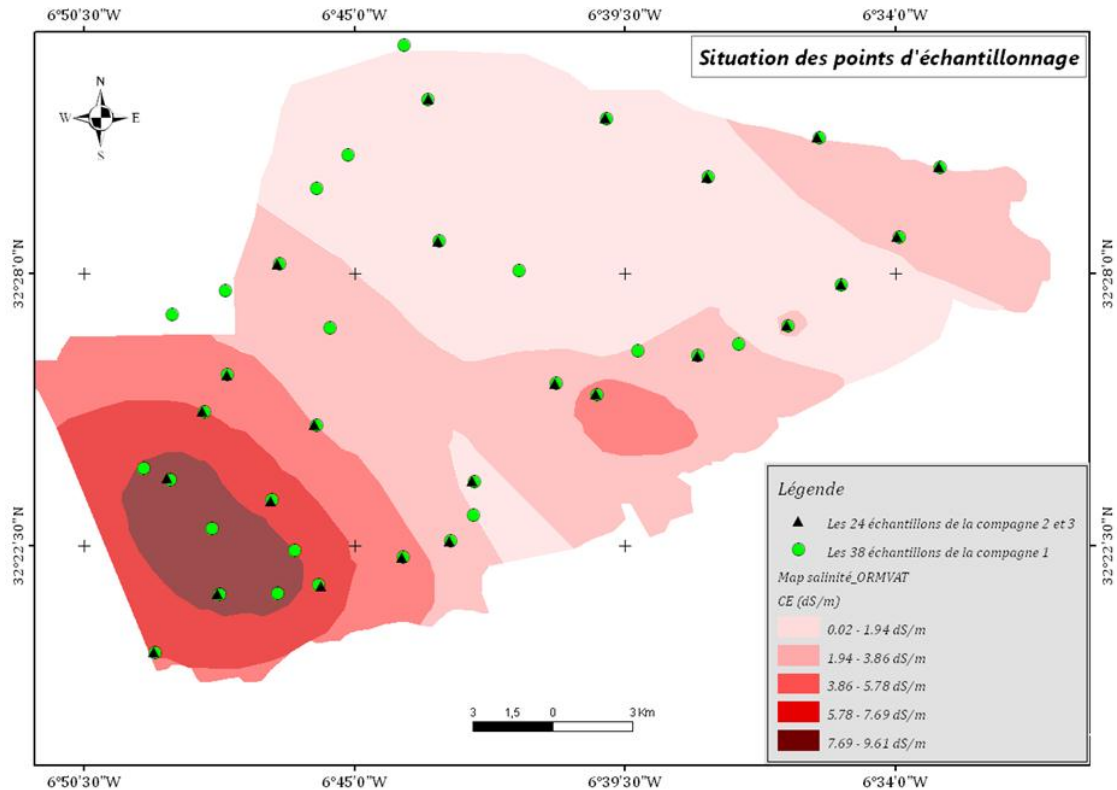 6°50'30"W 6°45'0"W 6°39'30"W 6°34'0"W
Situation des points d'échantillonnage
N
W E
S
32°28'0"N 32°28'0"N
32°22'30"N 32°22'30"N
Légende
Les 24 échantillons de la compagne 2 et 3
Les 38 échantillons de la compagne 1
Map salinité_ORMVAT
CE (dS/m)
0.02 - 1.94 dS/m
1.94 - 3.86 dS/m
3.86 - 5.78 dS/m
5.78 - 7.69 dS/m
7.69 - 9.61 dS/m
3 1,5 0 3 Km
6°50'30"W 6°45'0"W 6°39'30"W 6°34'0"W